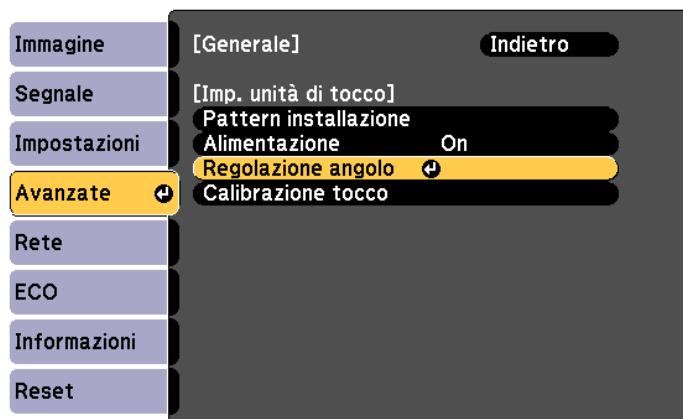 Immagine
Segnale
Impostazioni
Avanzate
Rete
ECO
Informazioni
Reset
[Generale] Indietro
[Imp. unità di tocco]
Pattern installazione
Alimentazione On
Regolazione angolo
Calibrazione tocco